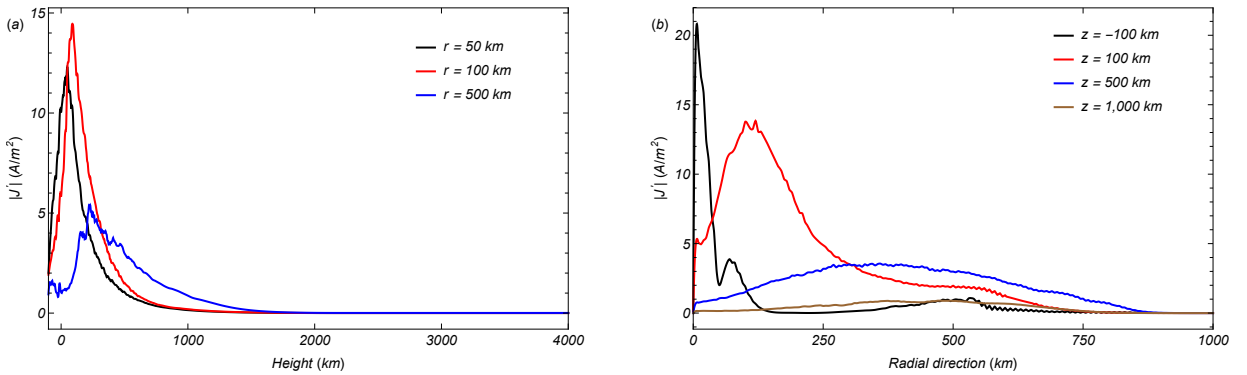 (a)
15
10
5
0
|J⃗| (A/m²)
0 1000 2000 3000 4000
Height (km)
r = 50 km
r = 100 km
r = 500 km
(b)
20
15
10
5
0
|J⃗| (A/m²)
0 250 500 750 1000
Radial direction (km)
z = −100 km
z = 100 km
z = 500 km
z = 1,000 km